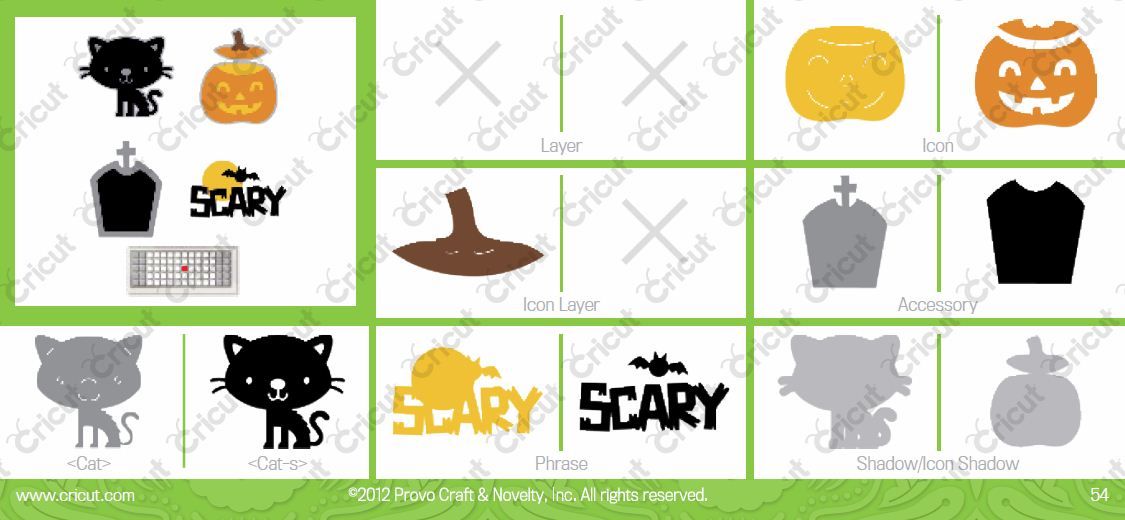 SCARY
Layer
Icon
Icon Layer
Accessory
SCARY
SCARY
<Cat>
<Cat-s>
Phrase
Shadow/Icon Shadow
www.cricut.com
©2012 Provo Craft & Novelty, Inc. All rights reserved.
54
Cricut